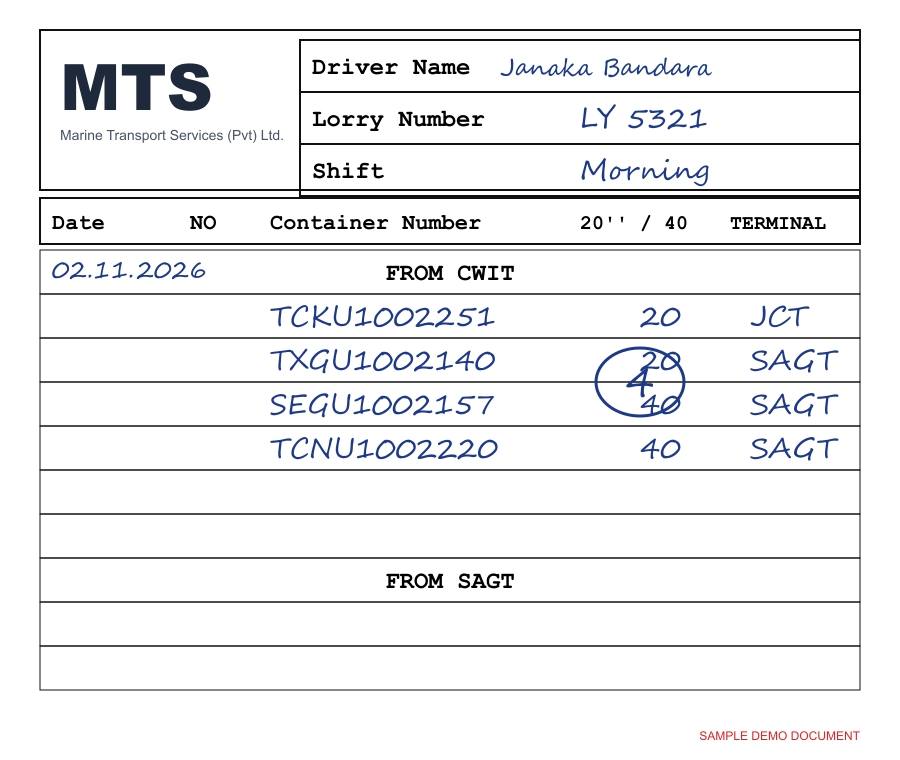 MTS
Marine Transport Services (Pvt) Ltd.
Driver Name Janaka Bandara
Lorry Number LY 5321
Shift Morning
Date NO Container Number 20'' / 40 TERMINAL
02.11.2026 FROM CWIT
TCKU1002251 20 JCT
TXGU1002140 20 SAGT
4
SEGU1002157 40 SAGT
TCNU1002220 40 SAGT
FROM SAGT
SAMPLE DEMO DOCUMENT